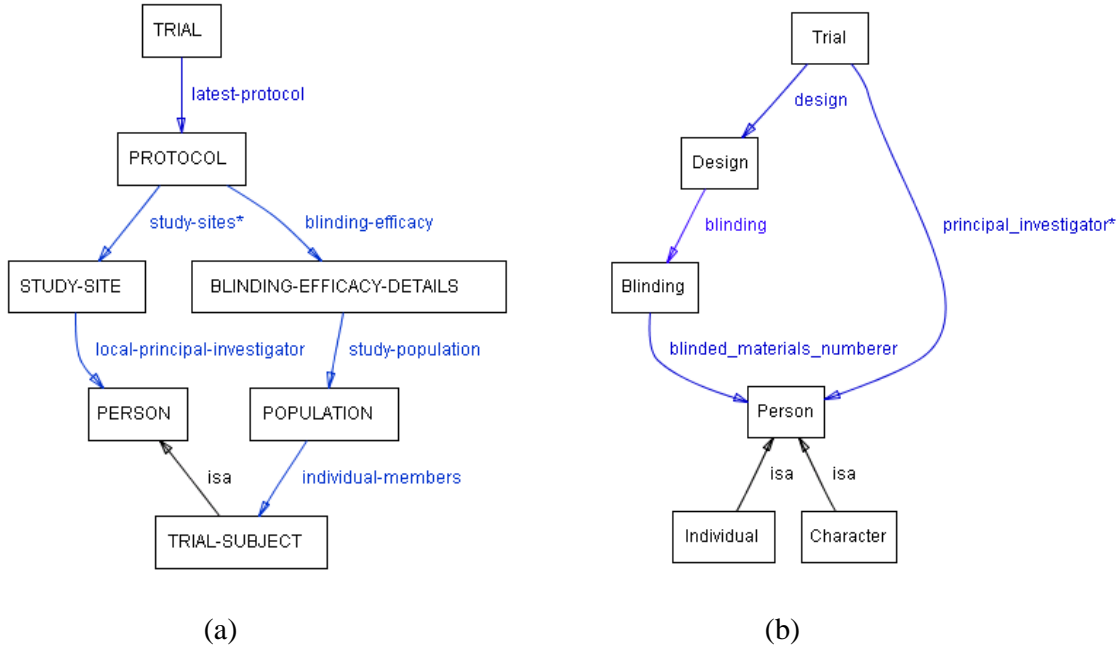 TRIAL
latest-protocol
PROTOCOL
study-sites*
blinding-efficacy
STUDY-SITE
BLINDING-EFFICACY-DETAILS
local-principal-investigator
study-population
PERSON
POPULATION
isa
individual-members
TRIAL-SUBJECT
(a)
Trial
design
Design
blinding
principal_investigator*
Blinding
blinded_materials_numberer
Person
isa
isa
Individual
Character
(b)